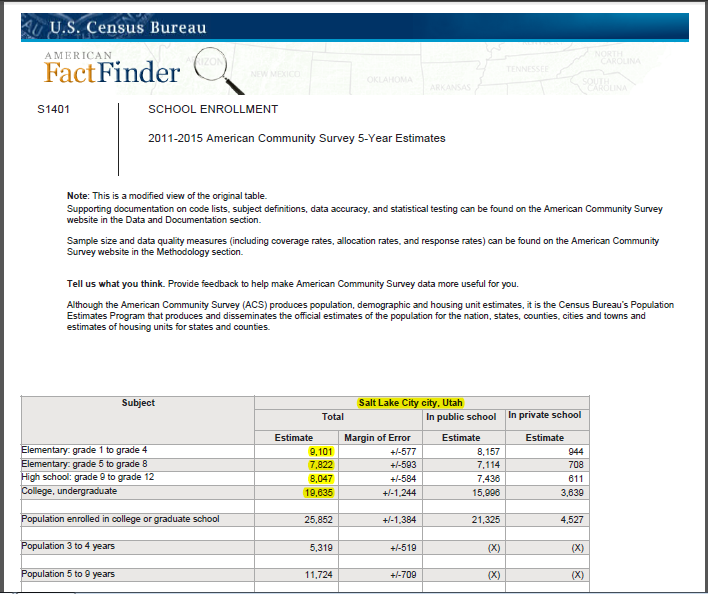 U.S. Census Bureau
AMERICAN
FactFinder
ARIZON
NEW MEXICO
OKLAHOMA
ARKANSAS
TENNESSEE
NORTH
CAROLINA
SOUTH
CAROLINA
S1401
SCHOOL ENROLLMENT
2011-2015 American Community Survey 5-Year Estimates
Note: This is a modified view of the original table.
Supporting documentation on code lists, subject definitions, data accuracy, and statistical testing can be found on the American Community Survey
website in the Data and Documentation section.
Sample size and data quality measures (including coverage rates, allocation rates, and response rates) can be found on the American Community
Survey website in the Methodology section.
Tell us what you think. Provide feedback to help make American Community Survey data more useful for you.
Although the American Community Survey (ACS) produces population, demographic and housing unit estimates, it is the Census Bureau's Population
Estimates Program that produces and disseminates the official estimates of the population for the nation, states, counties, cities and towns and
estimates of housing units for states and counties.
Subject Salt Lake City city, Utah
Total In public school In private school
Estimate Margin of Error Estimate Estimate
Elementary: grade 1 to grade 4 9,101 +/-577 8,157 944
Elementary: grade 5 to grade 8 7,822 +/-593 7,114 708
High school: grade 9 to grade 12 8,047 +/-584 7,436 611
College, undergraduate 19,635 +/-1,244 15,996 3,639
Population enrolled in college or graduate school 25,852 +/-1,384 21,325 4,527
Population 3 to 4 years 5,319 +/-519 (X) (X)
Population 5 to 9 years 11,724 +/-709 (X) (X)